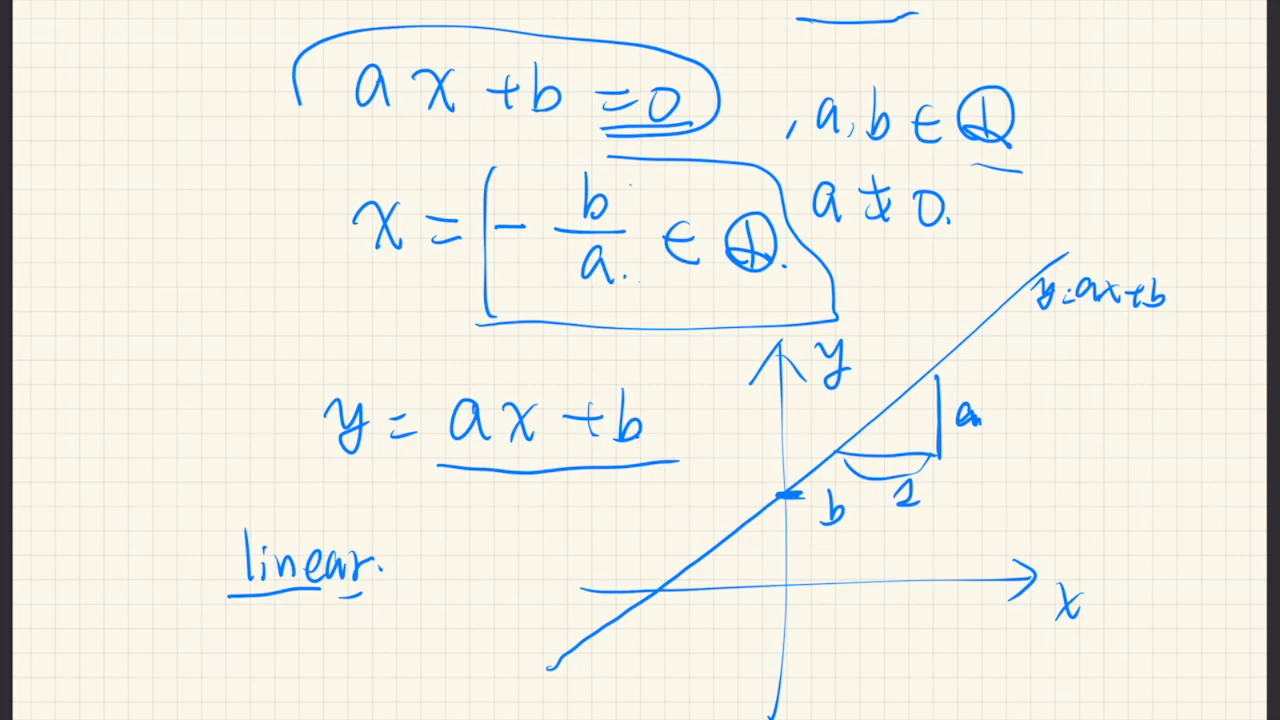 ax+b=0 , a,b ∈ ℚ
x = - b/a. ∈ ℚ. a ≠ 0.
y=ax+b
y
y = ax+b
a
1
b
linear.
x